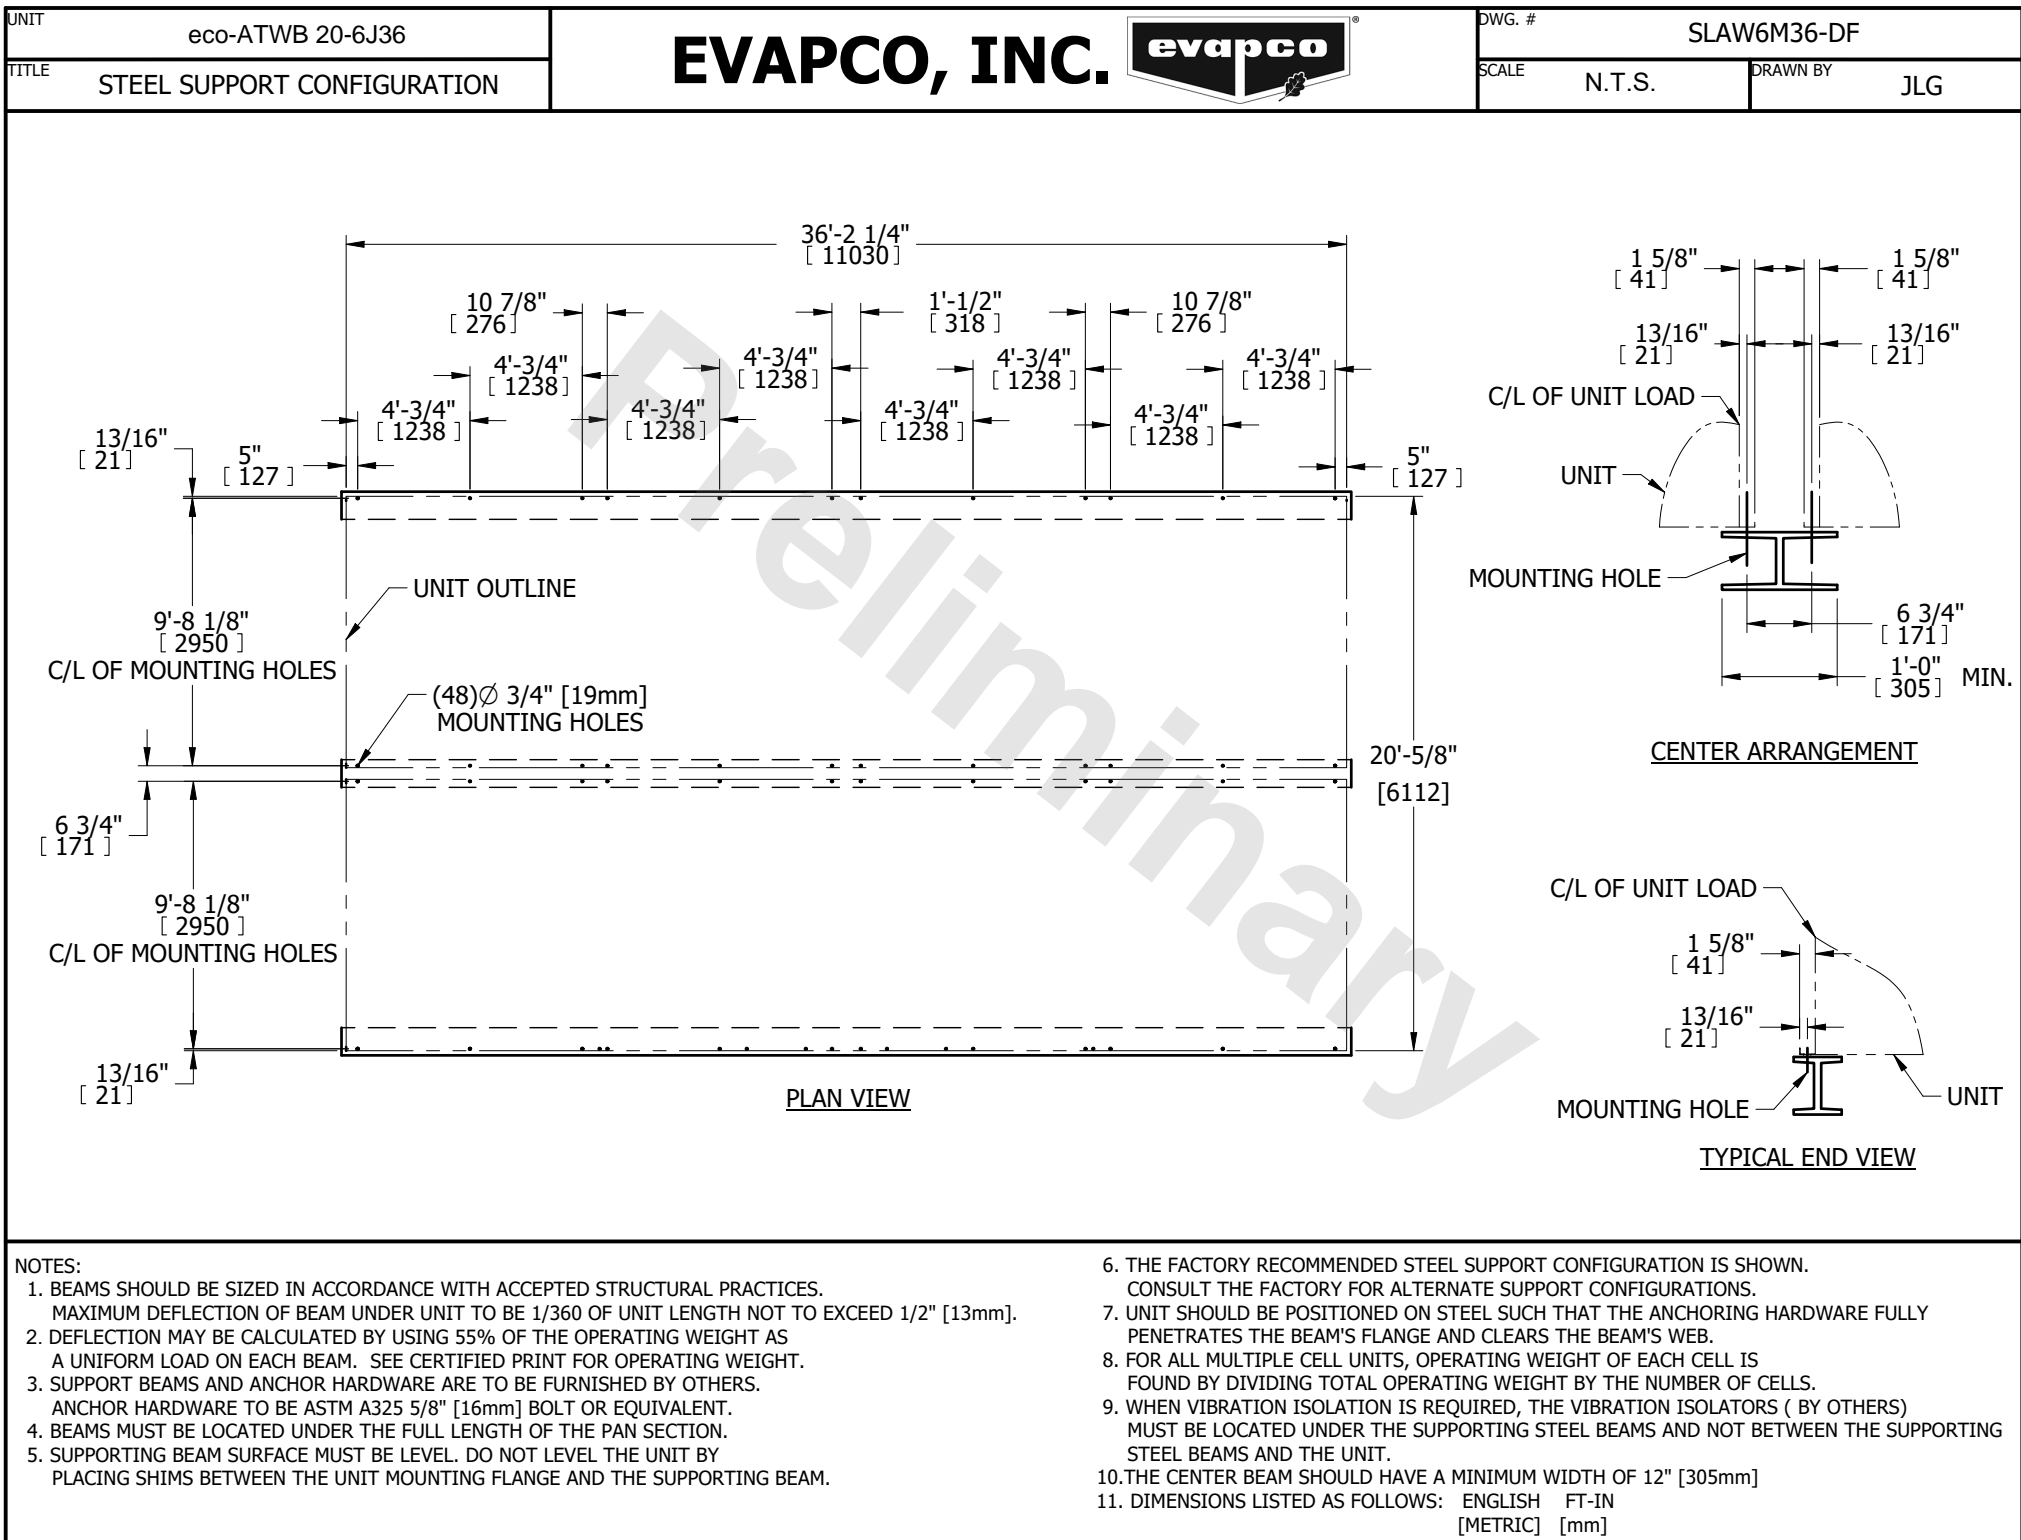 UNIT
eco-ATWB 20-6J36
TITLE
STEEL SUPPORT CONFIGURATION
EVAPCO, INC.
evapco
®
DWG. #
SLAW6M36-DF
SCALE
N.T.S.
DRAWN BY
JLG
36'-2 1/4"
[ 11030 ]
10 7/8"
[ 276 ]
1'-1/2"
[ 318 ]
10 7/8"
[ 276 ]
4'-3/4"
[ 1238 ]
4'-3/4"
[ 1238 ]
4'-3/4"
[ 1238 ]
4'-3/4"
[ 1238 ]
4'-3/4"
[ 1238 ]
4'-3/4"
[ 1238 ]
4'-3/4"
[ 1238 ]
4'-3/4"
[ 1238 ]
13/16"
[ 21 ]
5"
[ 127 ]
5"
[ 127 ]
UNIT OUTLINE
9'-8 1/8"
[ 2950 ]
C/L OF MOUNTING HOLES
(48)Ø 3/4" [19mm]
MOUNTING HOLES
20'-5/8"
[6112]
6 3/4"
[ 171 ]
9'-8 1/8"
[ 2950 ]
C/L OF MOUNTING HOLES
13/16"
[ 21 ]
PLAN VIEW
Preliminary
1 5/8"
[ 41 ]
1 5/8"
[ 41 ]
13/16"
[ 21 ]
13/16"
[ 21 ]
C/L OF UNIT LOAD
UNIT
MOUNTING HOLE
6 3/4"
[ 171 ]
1'-0"
[ 305 ] MIN.
CENTER ARRANGEMENT
C/L OF UNIT LOAD
1 5/8"
[ 41 ]
13/16"
[ 21 ]
MOUNTING HOLE
UNIT
TYPICAL END VIEW
NOTES:
1. BEAMS SHOULD BE SIZED IN ACCORDANCE WITH ACCEPTED STRUCTURAL PRACTICES.
MAXIMUM DEFLECTION OF BEAM UNDER UNIT TO BE 1/360 OF UNIT LENGTH NOT TO EXCEED 1/2" [13mm].
2. DEFLECTION MAY BE CALCULATED BY USING 55% OF THE OPERATING WEIGHT AS
A UNIFORM LOAD ON EACH BEAM. SEE CERTIFIED PRINT FOR OPERATING WEIGHT.
3. SUPPORT BEAMS AND ANCHOR HARDWARE ARE TO BE FURNISHED BY OTHERS.
ANCHOR HARDWARE TO BE ASTM A325 5/8" [16mm] BOLT OR EQUIVALENT.
4. BEAMS MUST BE LOCATED UNDER THE FULL LENGTH OF THE PAN SECTION.
5. SUPPORTING BEAM SURFACE MUST BE LEVEL. DO NOT LEVEL THE UNIT BY
PLACING SHIMS BETWEEN THE UNIT MOUNTING FLANGE AND THE SUPPORTING BEAM.
6. THE FACTORY RECOMMENDED STEEL SUPPORT CONFIGURATION IS SHOWN.
CONSULT THE FACTORY FOR ALTERNATE SUPPORT CONFIGURATIONS.
7. UNIT SHOULD BE POSITIONED ON STEEL SUCH THAT THE ANCHORING HARDWARE FULLY
PENETRATES THE BEAM'S FLANGE AND CLEARS THE BEAM'S WEB.
8. FOR ALL MULTIPLE CELL UNITS, OPERATING WEIGHT OF EACH CELL IS
FOUND BY DIVIDING TOTAL OPERATING WEIGHT BY THE NUMBER OF CELLS.
9. WHEN VIBRATION ISOLATION IS REQUIRED, THE VIBRATION ISOLATORS ( BY OTHERS)
MUST BE LOCATED UNDER THE SUPPORTING STEEL BEAMS AND NOT BETWEEN THE SUPPORTING
STEEL BEAMS AND THE UNIT.
10.THE CENTER BEAM SHOULD HAVE A MINIMUM WIDTH OF 12" [305mm]
11. DIMENSIONS LISTED AS FOLLOWS: ENGLISH FT-IN
[METRIC] [mm]